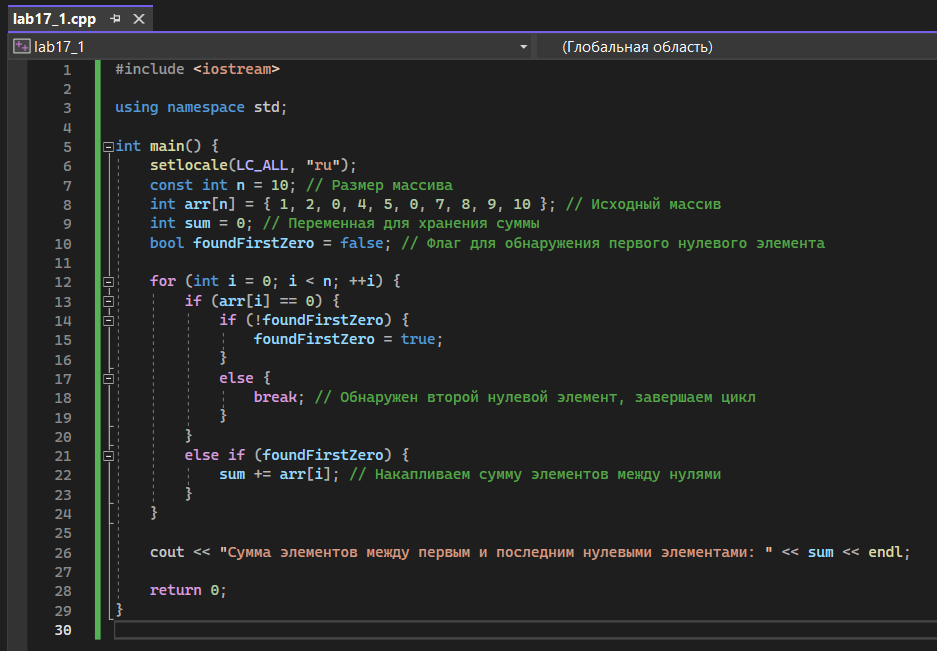 lab17_1.cpp
lab17_1 (Глобальная область)
1 #include <iostream>
2
3 using namespace std;
4
5 int main() {
6 setlocale(LC_ALL, "ru");
7 const int n = 10; // Размер массива
8 int arr[n] = { 1, 2, 0, 4, 5, 0, 7, 8, 9, 10 }; // Исходный массив
9 int sum = 0; // Переменная для хранения суммы
10 bool foundFirstZero = false; // Флаг для обнаружения первого нулевого элемента
11
12 for (int i = 0; i < n; ++i) {
13 if (arr[i] == 0) {
14 if (!foundFirstZero) {
15 foundFirstZero = true;
16 }
17 else {
18 break; // Обнаружен второй нулевой элемент, завершаем цикл
19 }
20 }
21 else if (foundFirstZero) {
22 sum += arr[i]; // Накапливаем сумму элементов между нулями
23 }
24 }
25
26 cout << "Сумма элементов между первым и последним нулевыми элементами: " << sum << endl;
27
28 return 0;
29 }
30